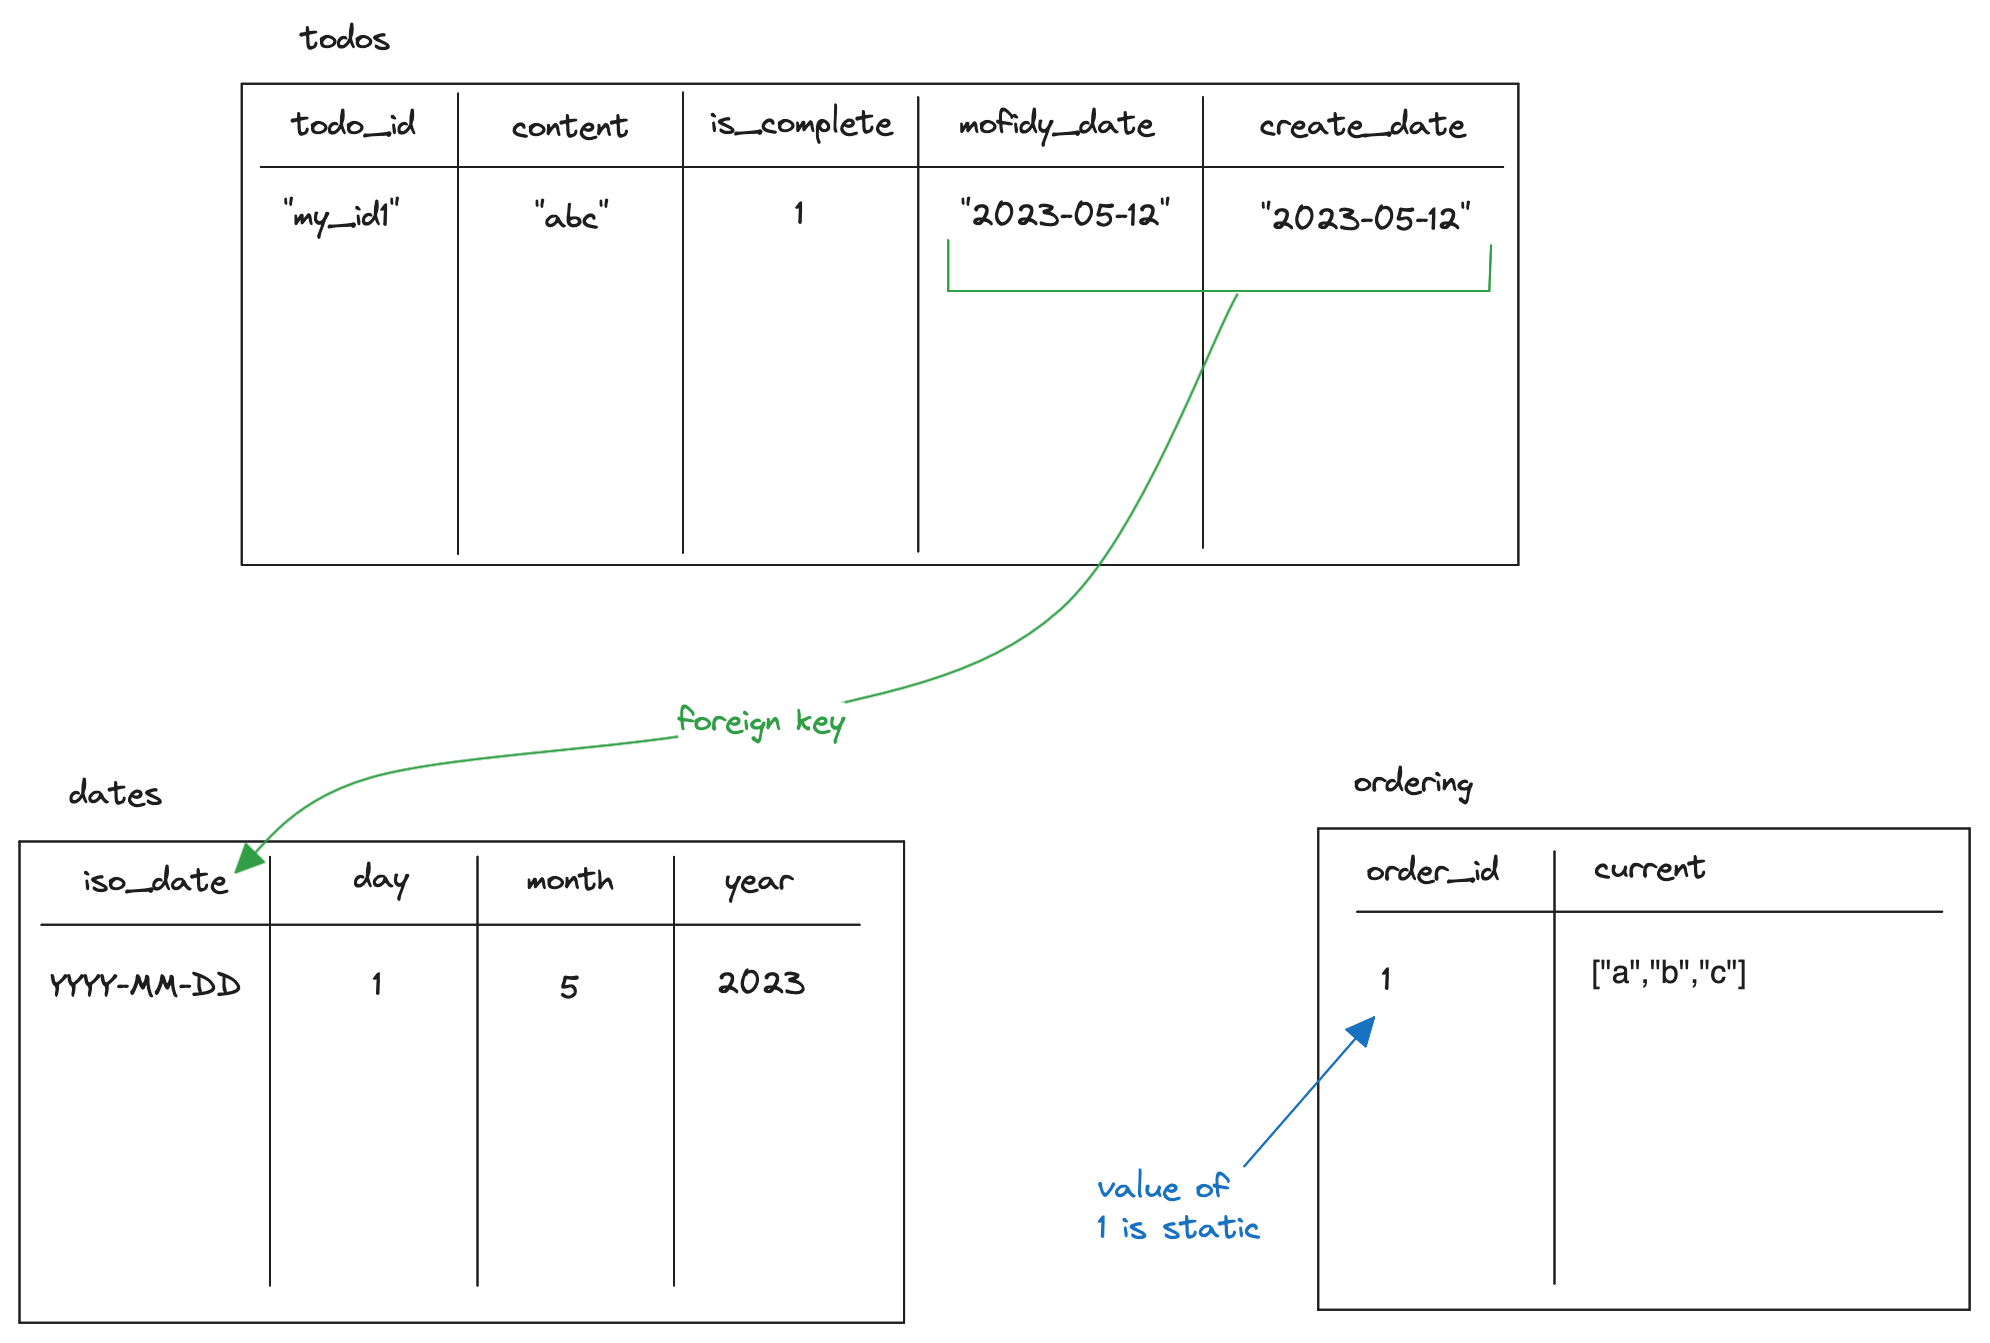 todos
todo_id content is_complete mofidy_date create_date
"my_id1" "abc" 1 "2023-05-12" "2023-05-12"
foreign key
dates
iso_date day month year
YYYY-MM-DD 1 5 2023
ordering
order_id current
1 ["a","b","c"]
value of
1 is static